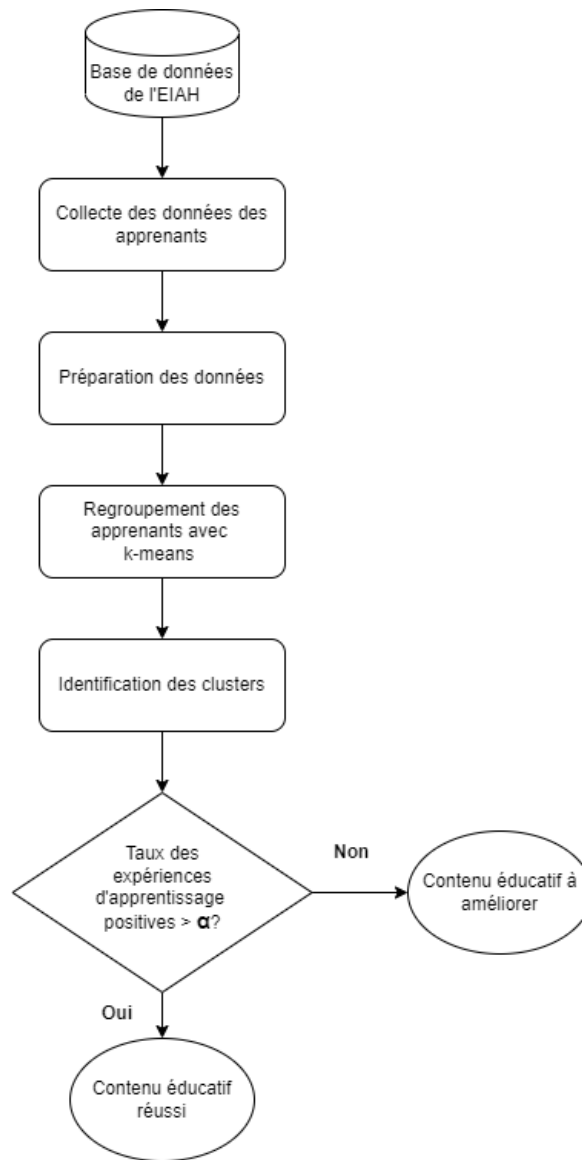 Base de données
de l'EIAH
Collecte des données des
apprenants
Préparation des données
Regroupement des
apprenants avec
k-means
Identification des clusters
Taux des
expériences
d'apprentissage
positives > α?
Non
Contenu éducatif à
améliorer
Oui
Contenu éducatif
réussi